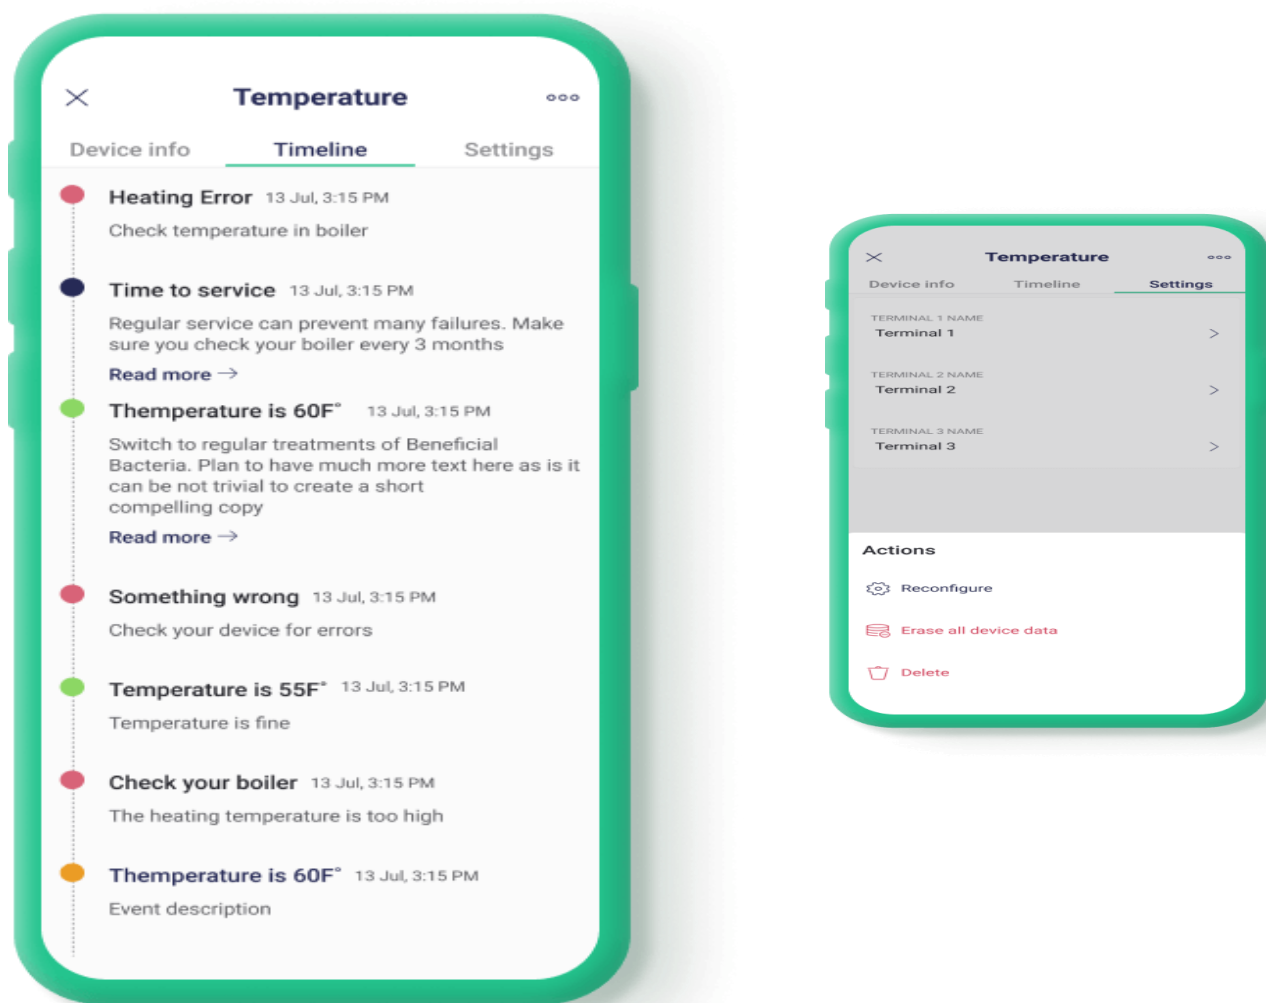 Temperature
Device info Timeline Settings
Heating Error 13 Jul, 3:15 PM
Check temperature in boiler
Time to service 13 Jul, 3:15 PM
Regular service can prevent many failures. Make
sure you check your boiler every 3 months
Read more →
Themperature is 60F° 13 Jul, 3:15 PM
Switch to regular treatments of Beneficial
Bacteria. Plan to have much more text here as is it
can be not trivial to create a short
compelling copy
Read more →
Something wrong 13 Jul, 3:15 PM
Check your device for errors
Temperature is 55F° 13 Jul, 3:15 PM
Temperature is fine
Check your boiler 13 Jul, 3:15 PM
The heating temperature is too high
Themperature is 60F° 13 Jul, 3:15 PM
Event description
Temperature
Device info Timeline Settings
TERMINAL 1 NAME
Terminal 1
TERMINAL 2 NAME
Terminal 2
TERMINAL 3 NAME
Terminal 3
Actions
Reconfigure
Erase all device data
Delete